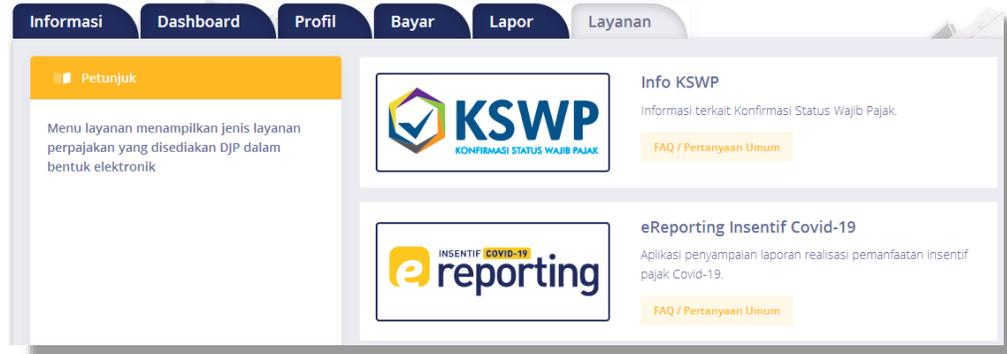 Informasi
Dashboard
Profil
Bayar
Lapor
Layanan
Petunjuk
Menu layanan menampilkan jenis layanan
perpajakan yang disediakan DJP dalam
bentuk elektronik
KSWP
KONFIRMASI STATUS WAJIB PAJAK
Info KSWP
Informasi terkait Konfirmasi Status Wajib Pajak.
FAQ / Pertanyaan Umum
INSENTIF COVID-19
e reporting
eReporting Insentif Covid-19
Aplikasi penyampaian laporan realisasi pemanfaatan insentif
pajak Covid-19.
FAQ / Pertanyaan Umum